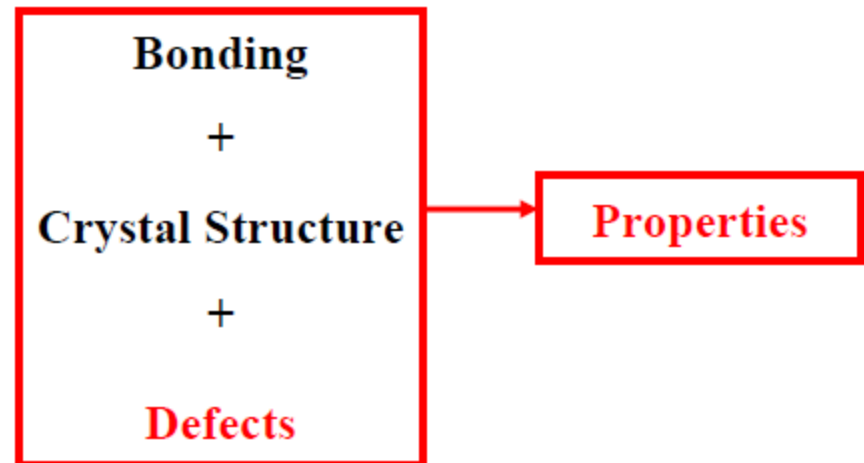 Bonding
+
Crystal Structure
+
Defects
Properties